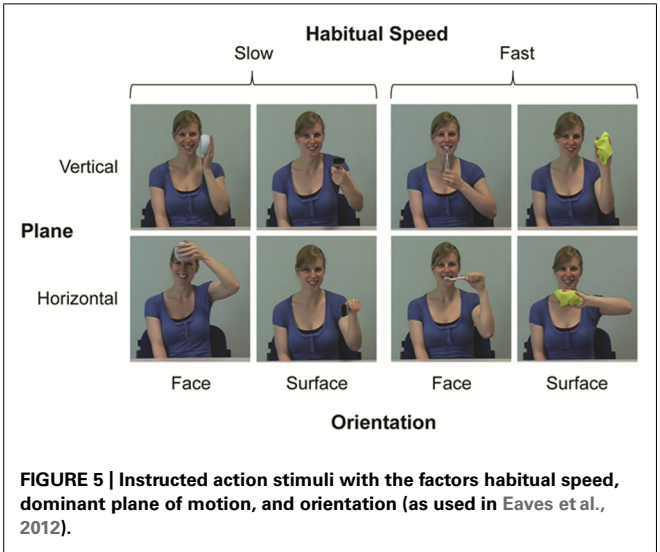 Habitual Speed
Slow Fast
Vertical
Plane
Horizontal
Face Surface Face Surface
Orientation
FIGURE 5 | Instructed action stimuli with the factors habitual speed,
dominant plane of motion, and orientation (as used in Eaves et al.,
2012).